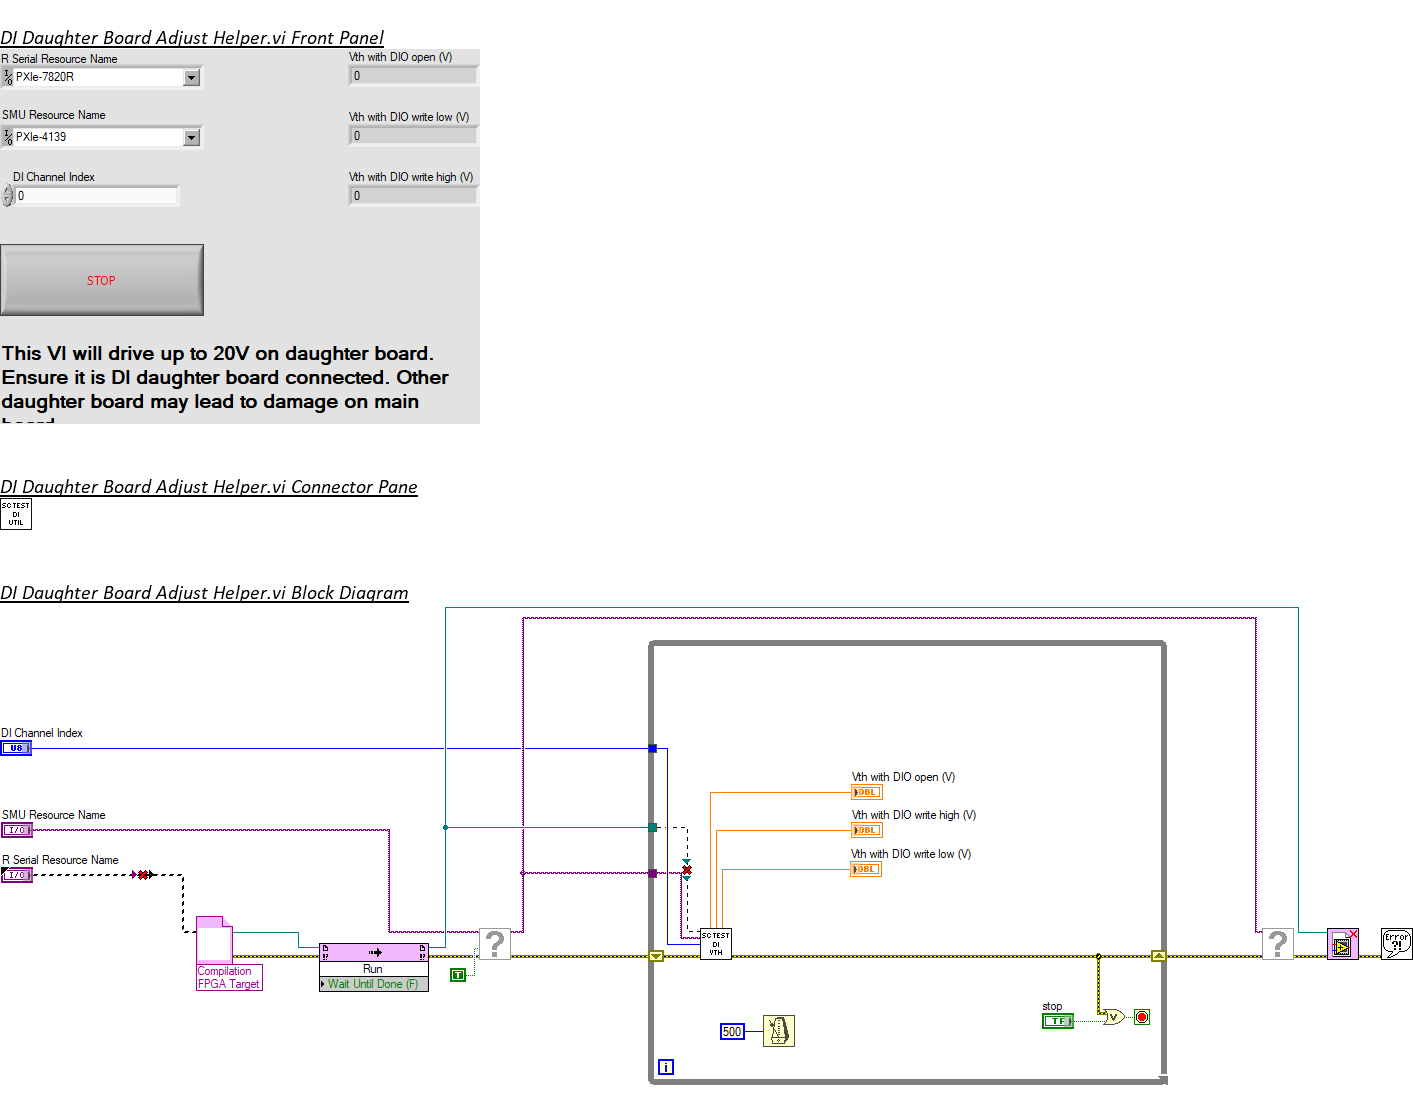 DI Daughter Board Adjust Helper.vi Front Panel
R Serial Resource Name
PXIe-7820R
Vth with DIO open (V)
0
SMU Resource Name
PXIe-4139
Vth with DIO write low (V)
0
DI Channel Index
0
Vth with DIO write high (V)
0
STOP
This VI will drive up to 20V on daughter board.
Ensure it is DI daughter board connected. Other
daughter board may lead to damage on main
board
DI Daughter Board Adjust Helper.vi Connector Pane
SC TEST
DI
UTIL
DI Daughter Board Adjust Helper.vi Block Diagram
DI Channel Index
U8
SMU Resource Name
I/O
R Serial Resource Name
I/O
Compilation
FPGA Target
Run
Wait Until Done (F)
T
?
Vth with DIO open (V)
DBL
Vth with DIO write high (V)
DBL
Vth with DIO write low (V)
DBL
SC TEST
DI
VTH
500
i
stop
TF
V
?
Error
?!